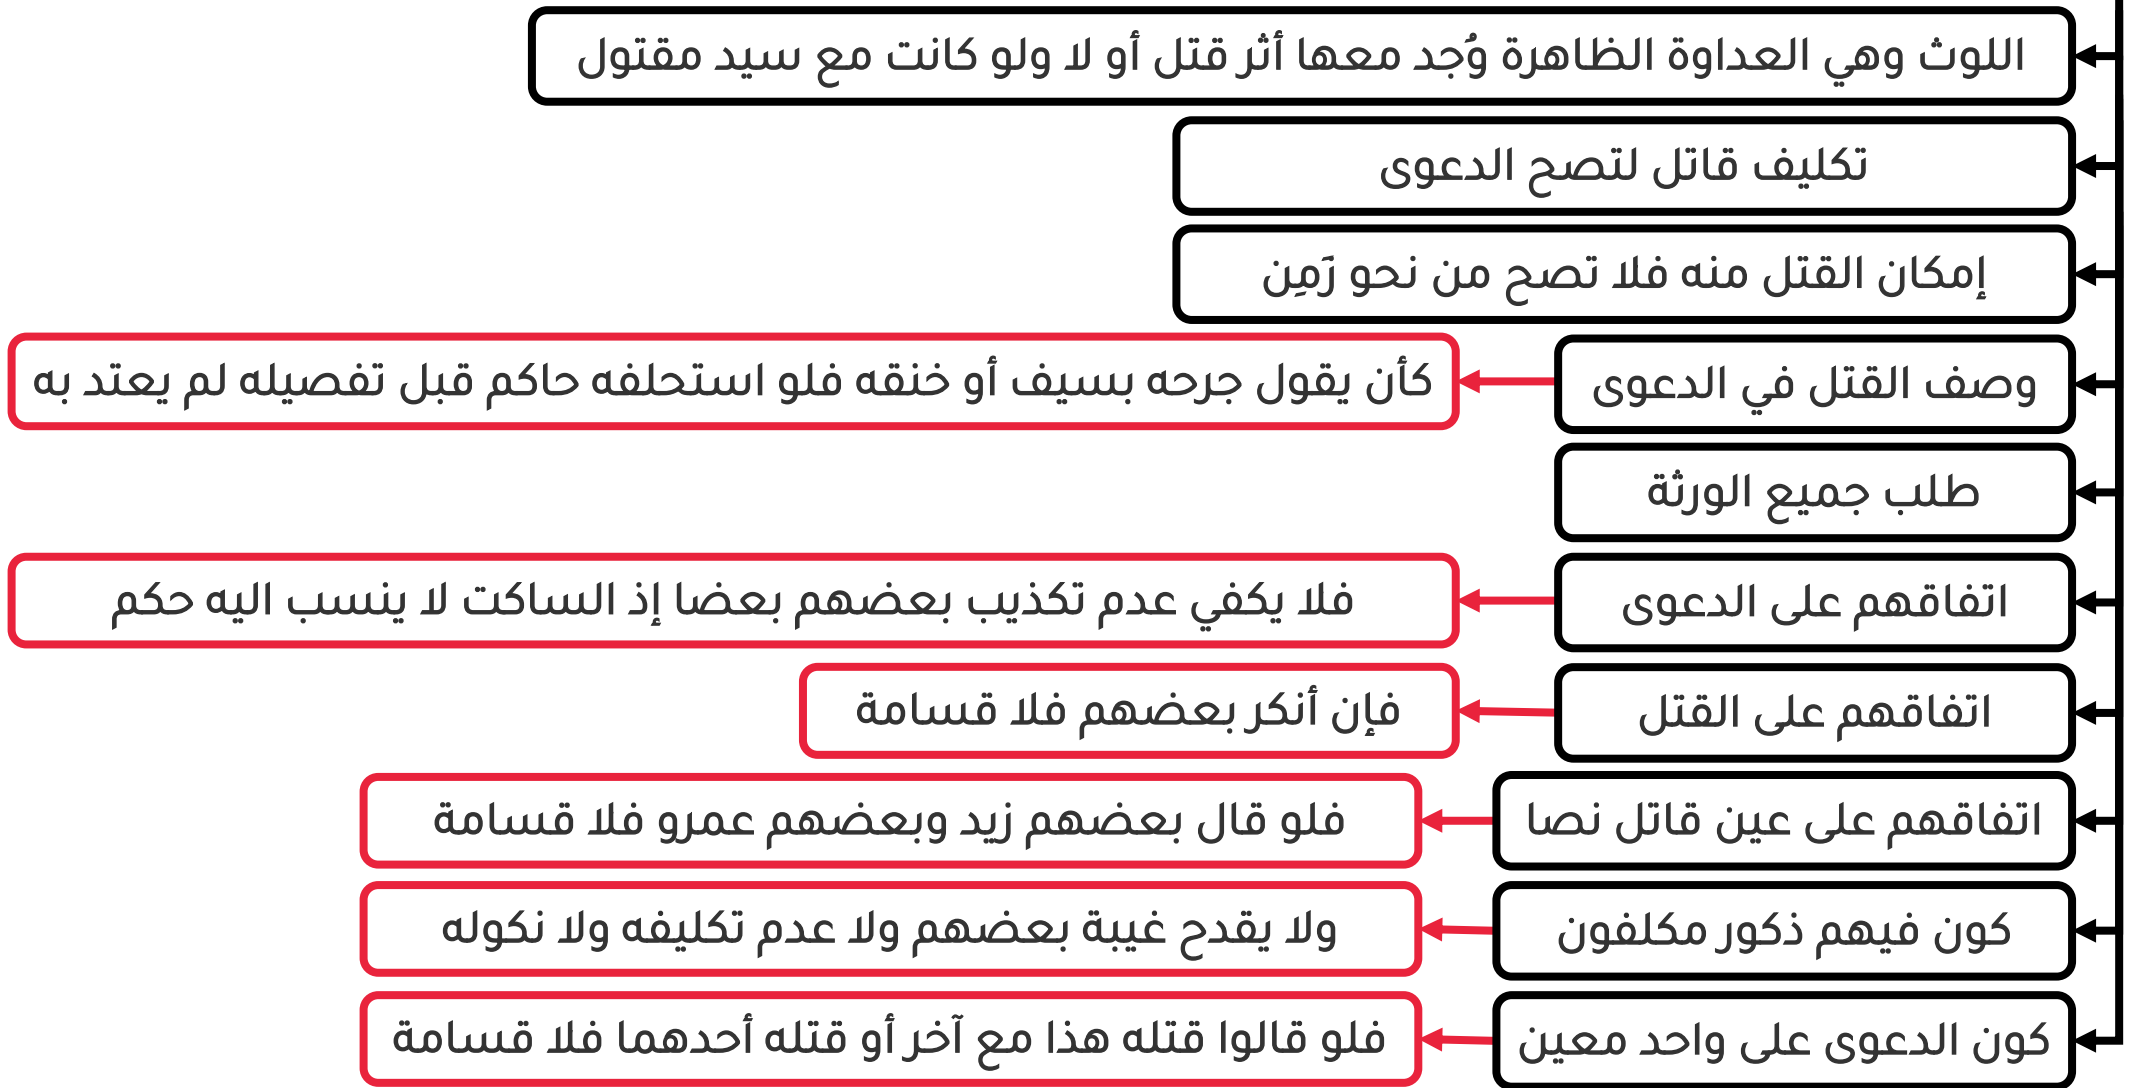 اللوث وهي العداوة الظاهرة وُجد معها أثر قتل أو لا ولو كانت مع سيد مقتول
تكليف قاتل لتصح الدعوى
إمكان القتل منه فلا تصح من نحو زَمِن
وصف القتل في الدعوى
كأن يقول جرحه بسيف أو خنقه فلو استحلفه حاكم قبل تفصيله لم يعتد به
طلب جميع الورثة
اتفاقهم على الدعوى
فلا يكفي عدم تكذيب بعضهم بعضا إذ الساكت لا ينسب اليه حكم
اتفاقهم على القتل
فإن أنكر بعضهم فلا قسامة
اتفاقهم على عين قاتل نصا
فلو قال بعضهم زيد وبعضهم عمرو فلا قسامة
كون فيهم ذكور مكلفون
ولا يقدح غيبة بعضهم ولا عدم تكليفه ولا نكوله
كون الدعوى على واحد معين
فلو قالوا قتله هذا مع آخر أو قتله أحدهما فلا قسامة